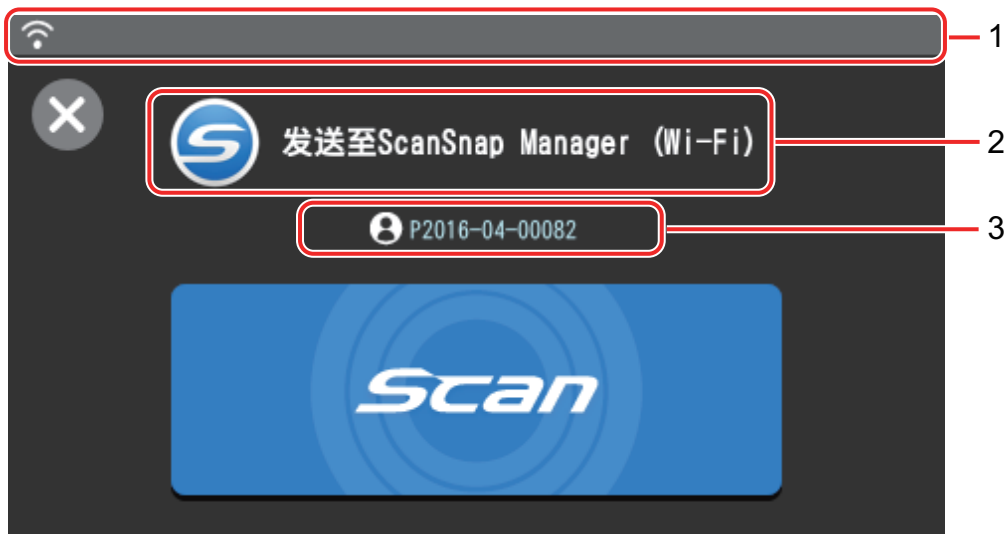 1
发送至ScanSnap Manager (Wi-Fi)
2
P2016-04-00082
3
Scan